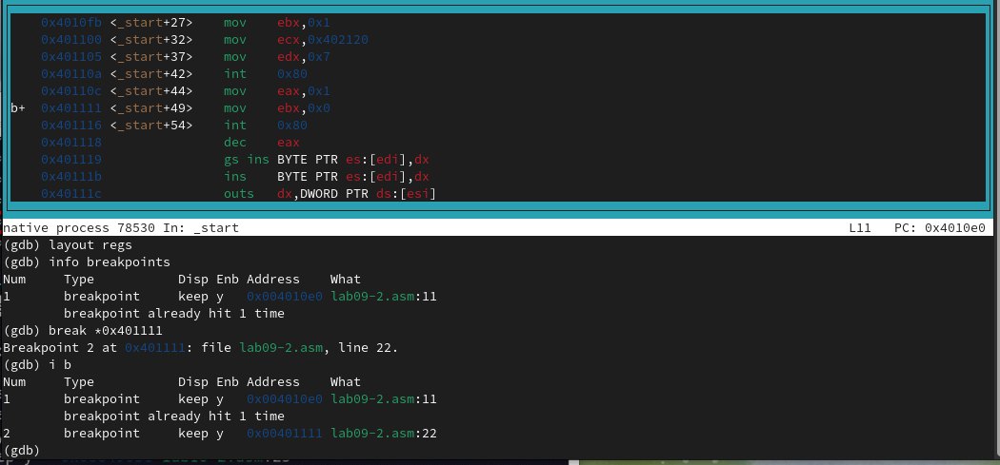 0x4010fb <_start+27> mov ebx,0x1
0x401100 <_start+32> mov ecx,0x402120
0x401105 <_start+37> mov edx,0x7
0x40110a <_start+42> int 0x80
0x40110c <_start+44> mov eax,0x1
b+ 0x401111 <_start+49> mov ebx,0x0
0x401116 <_start+54> int 0x80
0x401118 dec eax
0x401119 gs ins BYTE PTR es:[edi],dx
0x40111b ins BYTE PTR es:[edi],dx
0x40111c outs dx,DWORD PTR ds:[esi]
native process 78530 In: _start L11 PC: 0x4010e0
(gdb) layout regs
(gdb) info breakpoints
Num Type Disp Enb Address What
1 breakpoint keep y 0x004010e0 lab09-2.asm:11
breakpoint already hit 1 time
(gdb) break *0x401111
Breakpoint 2 at 0x401111: file lab09-2.asm, line 22.
(gdb) i b
Num Type Disp Enb Address What
1 breakpoint keep y 0x004010e0 lab09-2.asm:11
breakpoint already hit 1 time
2 breakpoint keep y 0x00401111 lab09-2.asm:22
(gdb)